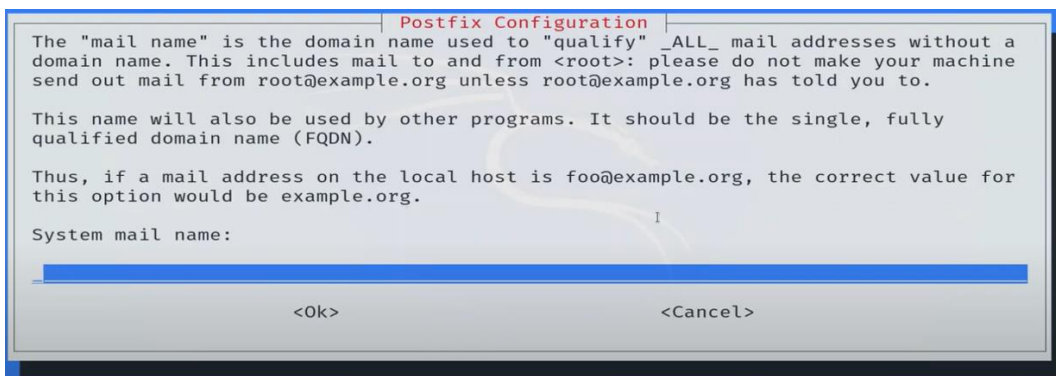 Postfix Configuration
The "mail name" is the domain name used to "qualify" _ALL_ mail addresses without a
domain name. This includes mail to and from <root>: please do not make your machine
send out mail from root@example.org unless root@example.org has told you to.
This name will also be used by other programs. It should be the single, fully
qualified domain name (FQDN).
Thus, if a mail address on the local host is foo@example.org, the correct value for
this option would be example.org.
System mail name:
<Ok> <Cancel>